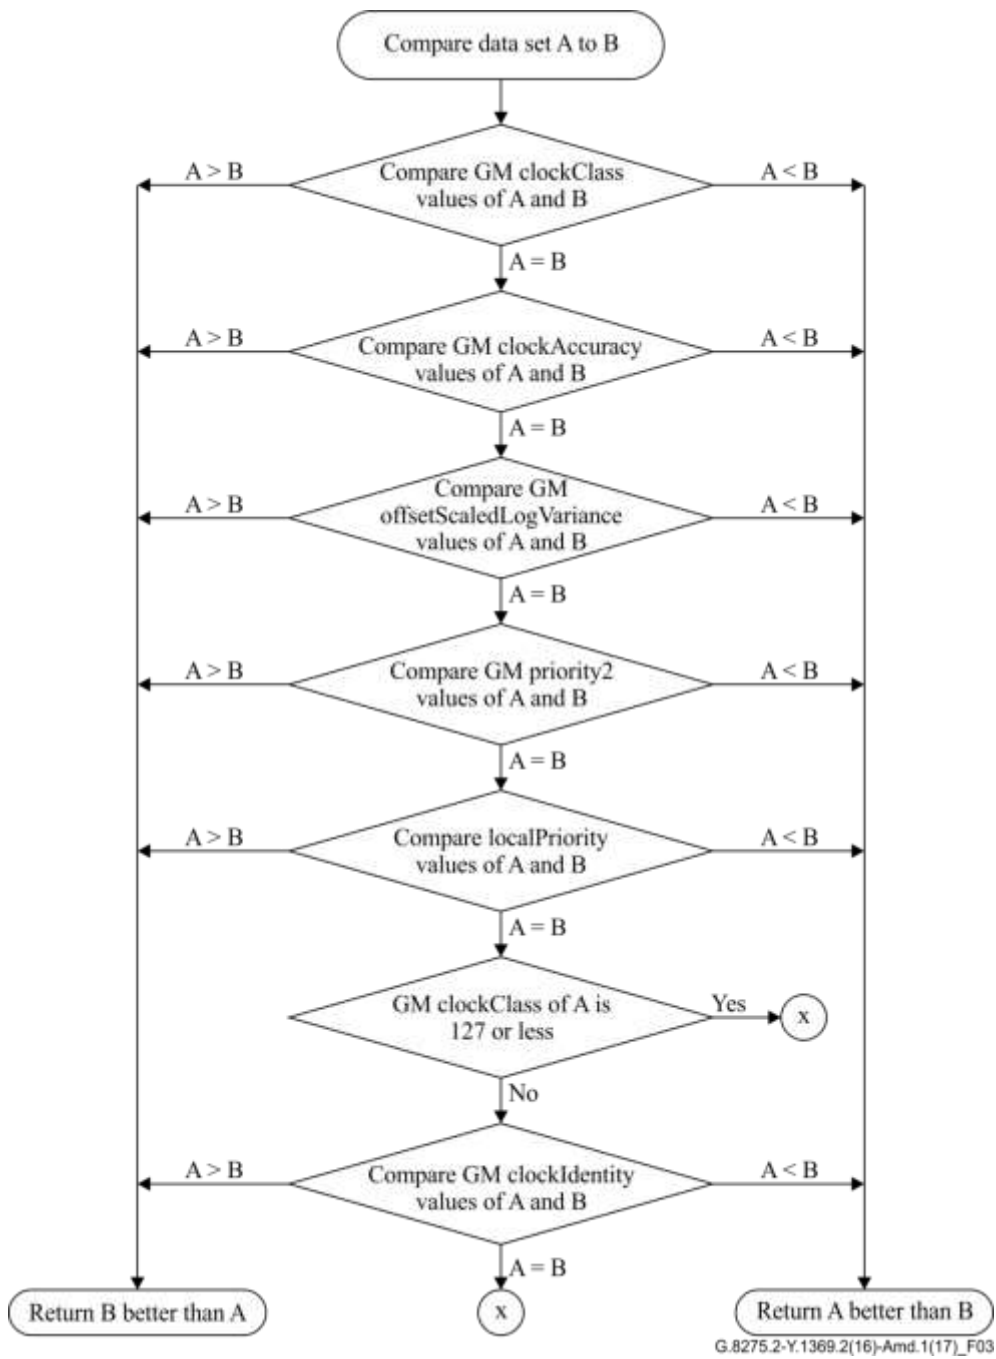 Compare data set A to B
A > B
Compare GM clockClass
values of A and B
A < B
A = B
A > B
Compare GM clockAccuracy
values of A and B
A < B
A = B
A > B
Compare GM
offsetScaledLogVariance
values of A and B
A < B
A = B
A > B
Compare GM priority2
values of A and B
A < B
A = B
A > B
Compare localPriority
values of A and B
A < B
A = B
GM clockClass of A is
127 or less
Yes
x
No
A > B
Compare GM clockIdentity
values of A and B
A < B
A = B
Return B better than A
x
Return A better than B
G.8275.2-Y.1369.2(16)-Amd.1(17)_F03